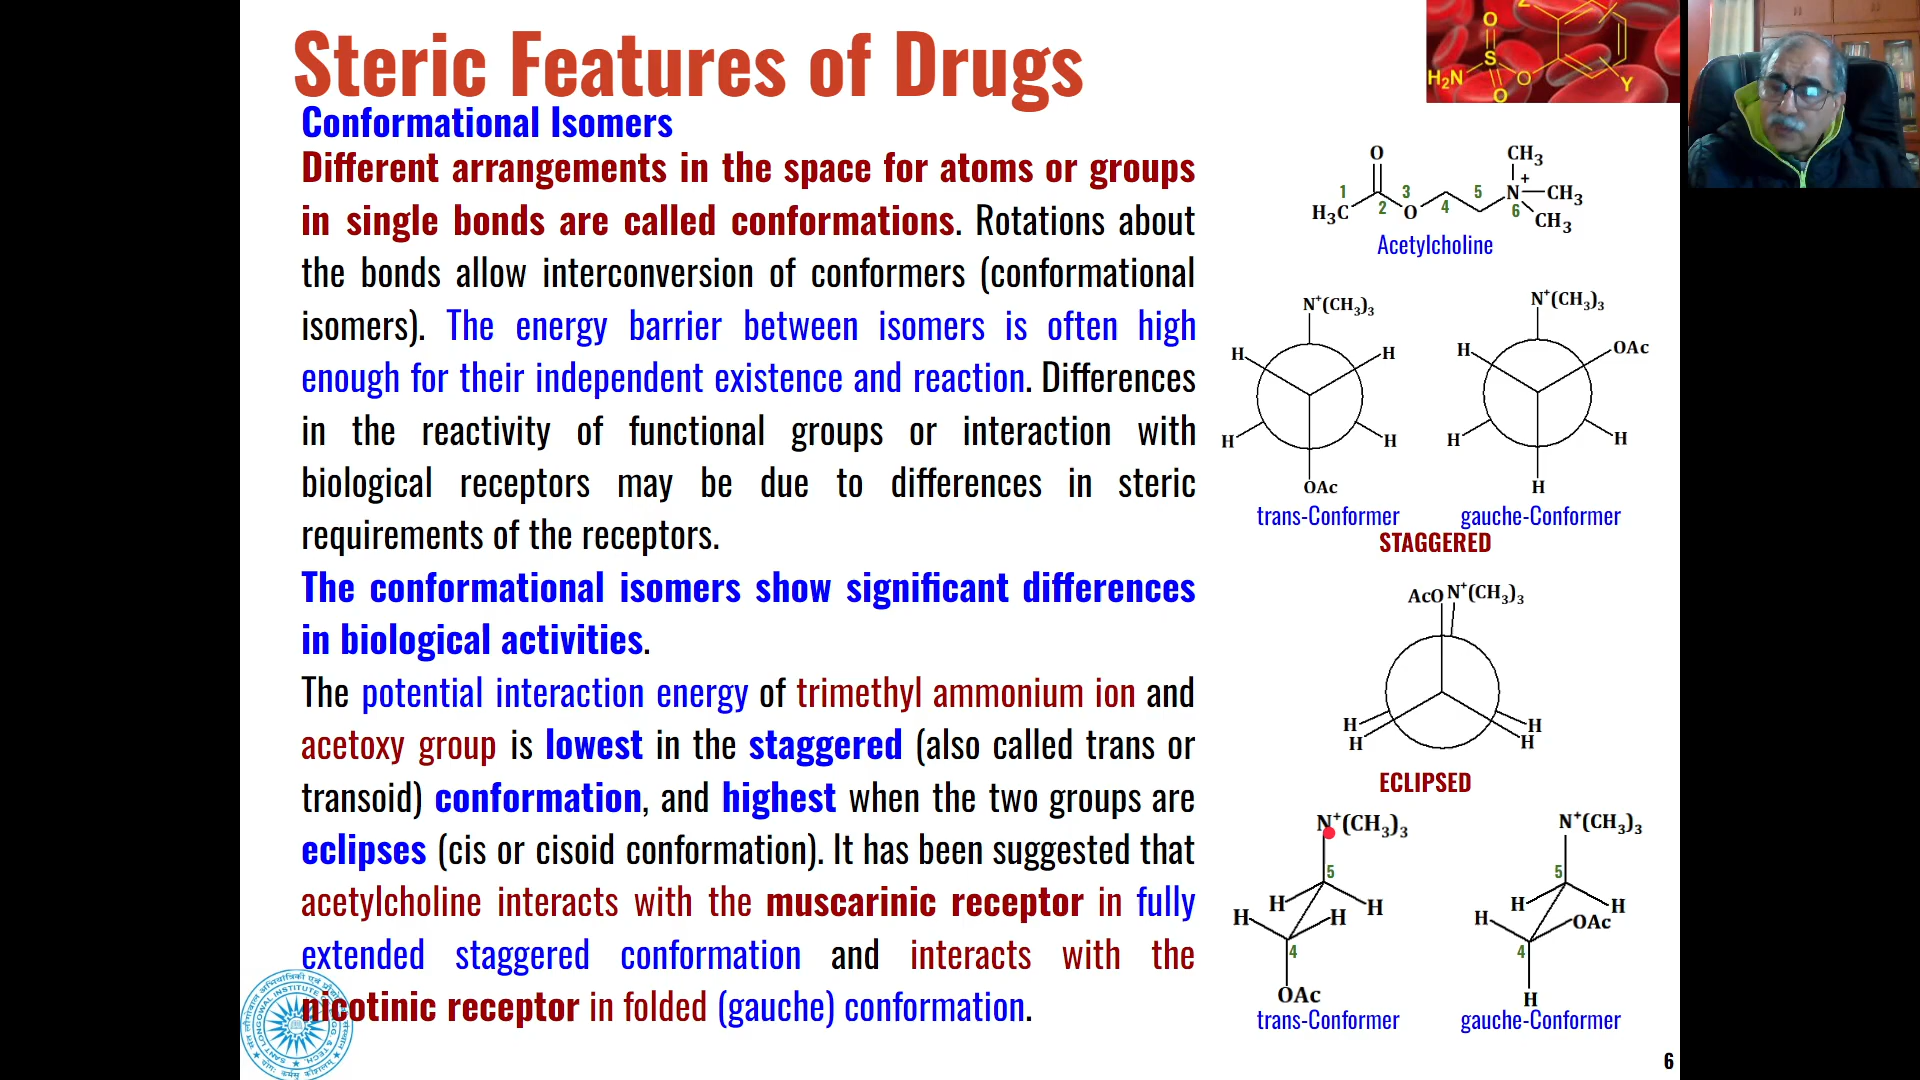 Steric Features of Drugs
Conformational Isomers
Different arrangements in the space for atoms or groups
in single bonds are called conformations. Rotations about
the bonds allow interconversion of conformers (conformational
isomers). The energy barrier between isomers is often high
enough for their independent existence and reaction. Differences
in the reactivity of functional groups or interaction with
biological receptors may be due to differences in steric
requirements of the receptors.
The conformational isomers show significant differences
in biological activities.
The potential interaction energy of trimethyl ammonium ion and
acetoxy group is lowest in the staggered (also called trans or
transoid) conformation, and highest when the two groups are
eclipses (cis or cisoid conformation). It has been suggested that
acetylcholine interacts with the muscarinic receptor in fully
extended staggered conformation and interacts with the
nicotinic receptor in folded (gauche) conformation.
Z
O
S
H₂N
O
O
Y
O
CH₃
+
1 3 5 N CH₃
H₃C 2 O 4 6 CH₃
Acetylcholine
N⁺(CH₃)₃
H H
H H
OAc
trans-Conformer
N⁺(CH₃)₃
H OAc
H H
H
gauche-Conformer
STAGGERED
AcO N⁺(CH₃)₃
H H
H H
ECLIPSED
N⁺(CH₃)₃
5
H H
H H
4
OAc
trans-Conformer
N⁺(CH₃)₃
5
H H
H OAc
4
H
gauche-Conformer
6